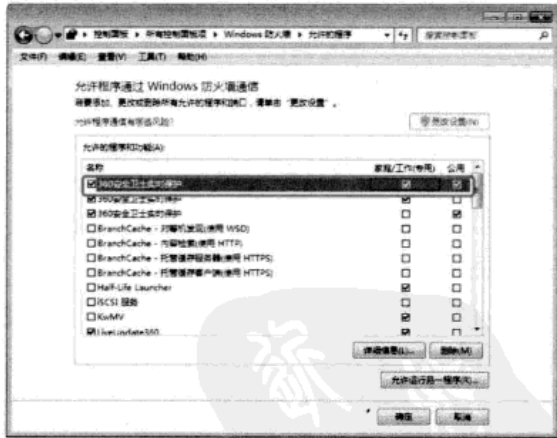 控制面板 ▸ 所有控制面板项 ▸ Windows 防火墙 ▸ 允许的程序
搜索控制面板
文件(F) 编辑(E) 查看(V) 工具(T) 帮助(H)
允许程序通过 Windows 防火墙通信
若要添加、更改或删除所有允许的程序和端口，请单击“更改设置”。
允许程序通信有哪些风险?
更改设置(N)
允许的程序和功能(A):
名称 家庭/工作(专用) 公用
360安全卫士实时保护
360安全卫士实时保护
360安全卫士实时保护
BranchCache - 对等机发现(使用 WSD)
BranchCache - 内容检索(使用 HTTP)
BranchCache - 托管缓存服务器(使用 HTTPS)
BranchCache - 托管缓存客户端(使用 HTTPS)
Half-Life Launcher
iSCSI 服务
KwMV
LiveUpdate360
详细信息(L)... 删除(M)
允许运行另一程序(R)...
确定 取消